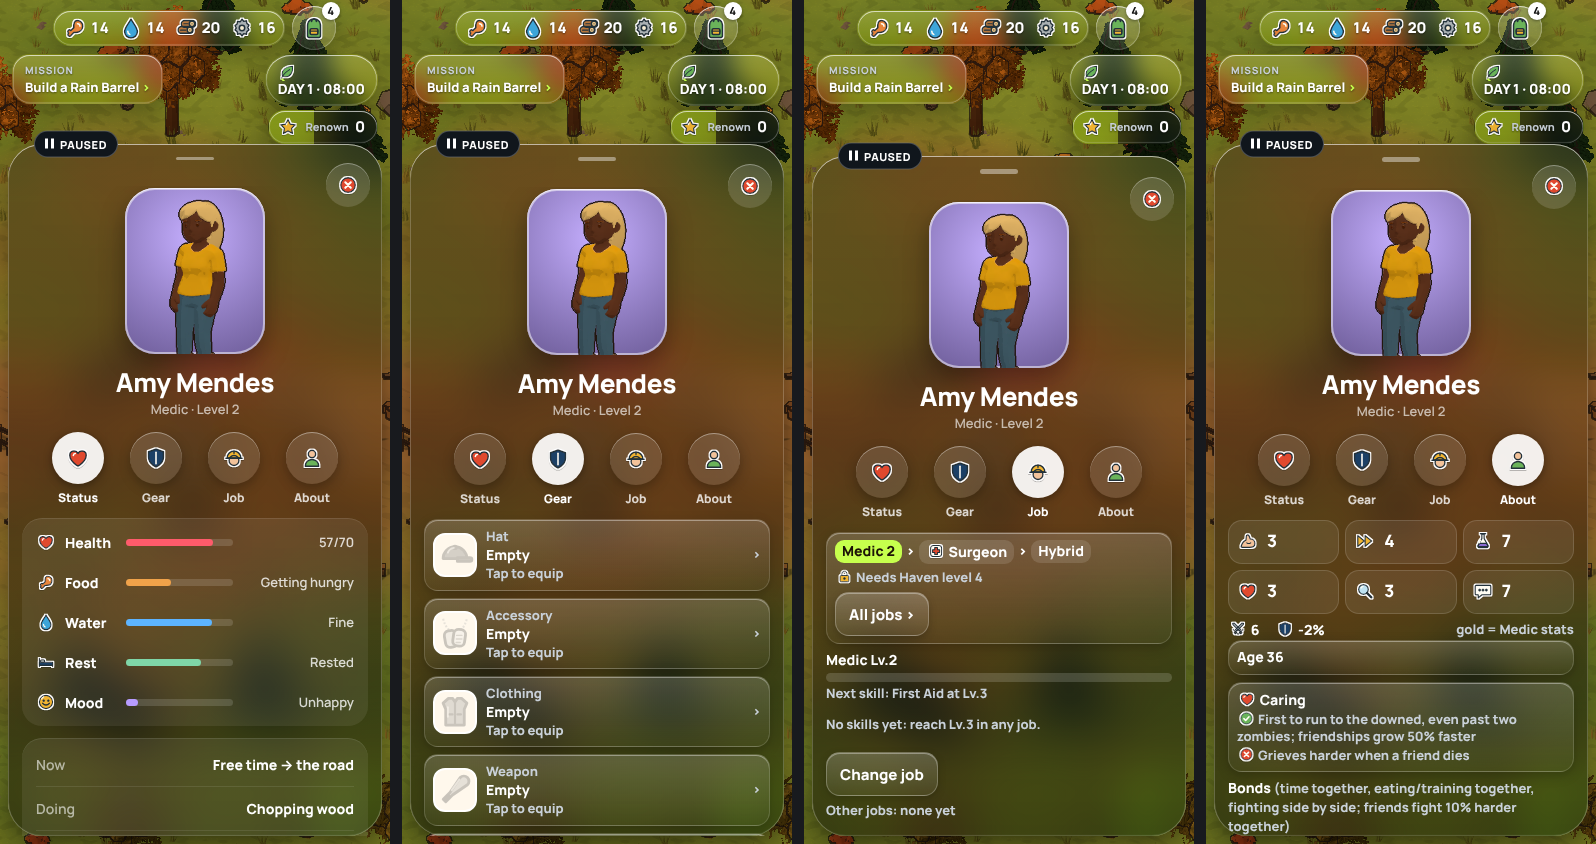 14 14 20 16 4
MISSION
Build a Rain Barrel ›
DAY 1 · 08:00
Renown 0
PAUSED
Amy Mendes
Medic · Level 2
Status Gear Job About
Health 57/70
Food Getting hungry
Water Fine
Rest Rested
Mood Unhappy
Now Free time → the road
Doing Chopping wood
14 14 20 16 4
MISSION
Build a Rain Barrel ›
DAY 1 · 08:00
Renown 0
PAUSED
Amy Mendes
Medic · Level 2
Status Gear Job About
Hat
Empty ›
Tap to equip
Accessory
Empty ›
Tap to equip
Clothing
Empty ›
Tap to equip
Weapon
Empty ›
Tap to equip
14 14 20 16 4
MISSION
Build a Rain Barrel ›
DAY 1 · 08:00
Renown 0
PAUSED
Amy Mendes
Medic · Level 2
Status Gear Job About
Medic 2 › Surgeon › Hybrid
Needs Haven level 4
All jobs ›
Medic Lv.2
Next skill: First Aid at Lv.3
No skills yet: reach Lv.3 in any job.
Change job
Other jobs: none yet
14 14 20 16 4
MISSION
Build a Rain Barrel ›
DAY 1 · 08:00
Renown 0
PAUSED
Amy Mendes
Medic · Level 2
Status Gear Job About
3 4 7
3 3 7
6 -2% gold = Medic stats
Age 36
Caring
First to run to the downed, even past two
zombies; friendships grow 50% faster
Grieves harder when a friend dies
Bonds (time together, eating/training together,
fighting side by side; friends fight 10% harder
together)